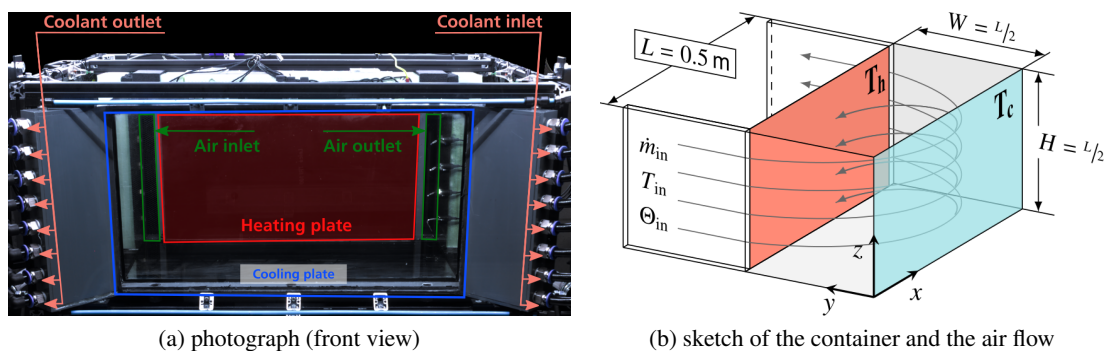 Coolant outlet
Coolant inlet
Air inlet
Air outlet
Heating plate
Cooling plate
(a) photograph (front view)
L = 0.5 m
W = L/2
T_h
T_c
H = L/2
ṁ_in
T_in
Θ_in
z
y
x
(b) sketch of the container and the air flow